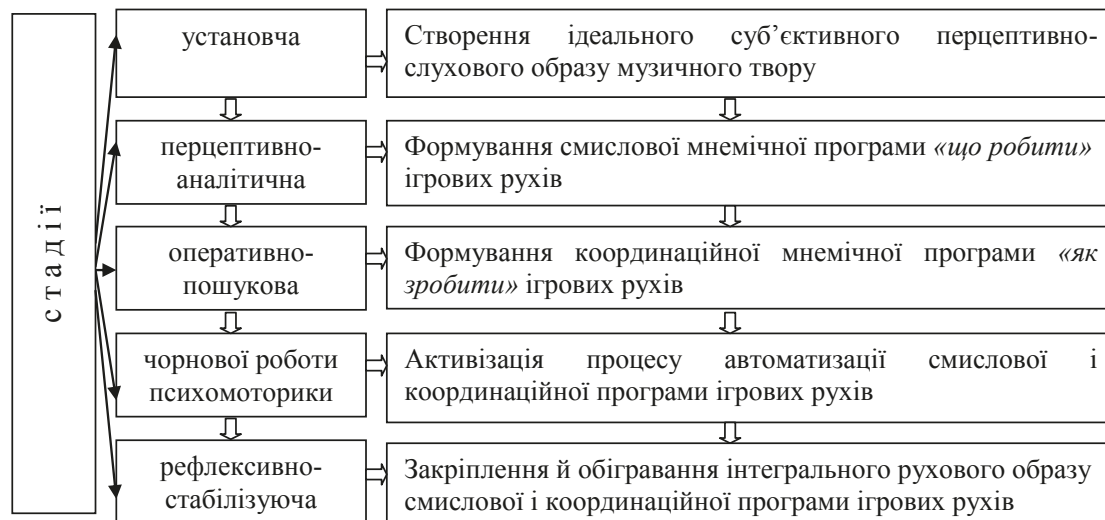 стадії
установча
Створення ідеального суб’єктивного перцептивно-
слухового образу музичного твору
перцептивно-
аналітична
Формування смислової мнемічної програми «що робити»
ігрових рухів
оперативно-
пошукова
Формування координаційної мнемічної програми «як
зробити» ігрових рухів
чорнової роботи
психомоторики
Активізація процесу автоматизації смислової і
координаційної програми ігрових рухів
рефлексивно-
стабілізуюча
Закріплення й обігравання інтегрального рухового образу
смислової і координаційної програми ігрових рухів